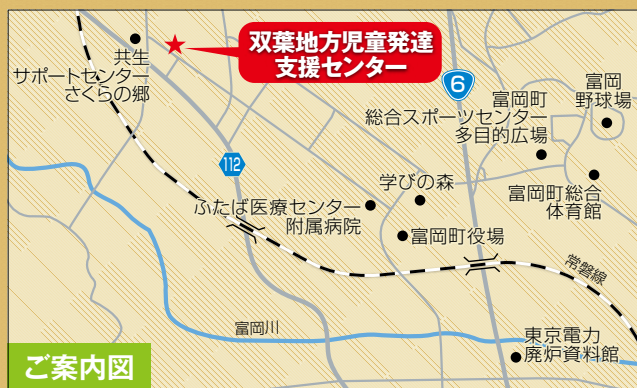 共生
サポートセンター
さくらの郷
双葉地方児童発達
支援センター
6
富岡町
総合スポーツセンター
多目的広場
富岡
野球場
112
学びの森
ふたば医療センター
附属病院
富岡町総合
体育館
富岡町役場
常磐線
富岡川
東京電力
廃炉資料館
ご案内図